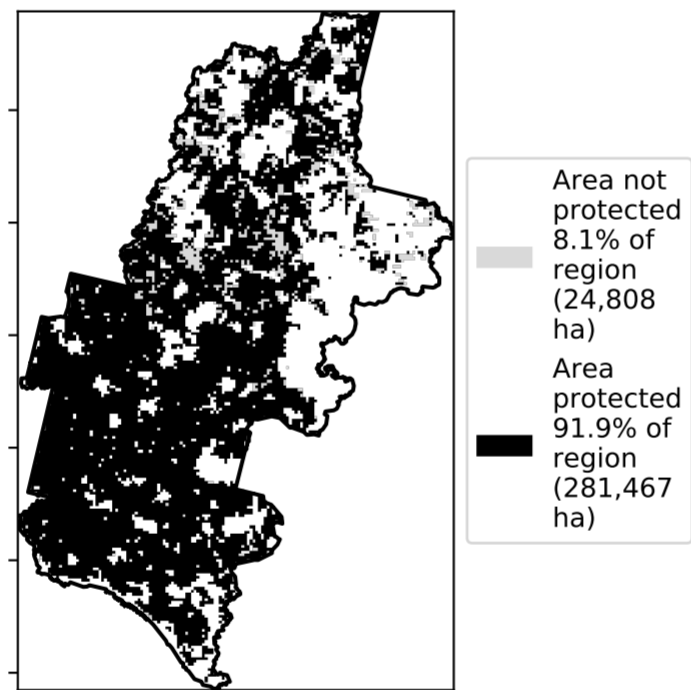 Area not
protected
8.1% of
region
(24,808
ha)
Area
protected
91.9% of
region
(281,467
ha)